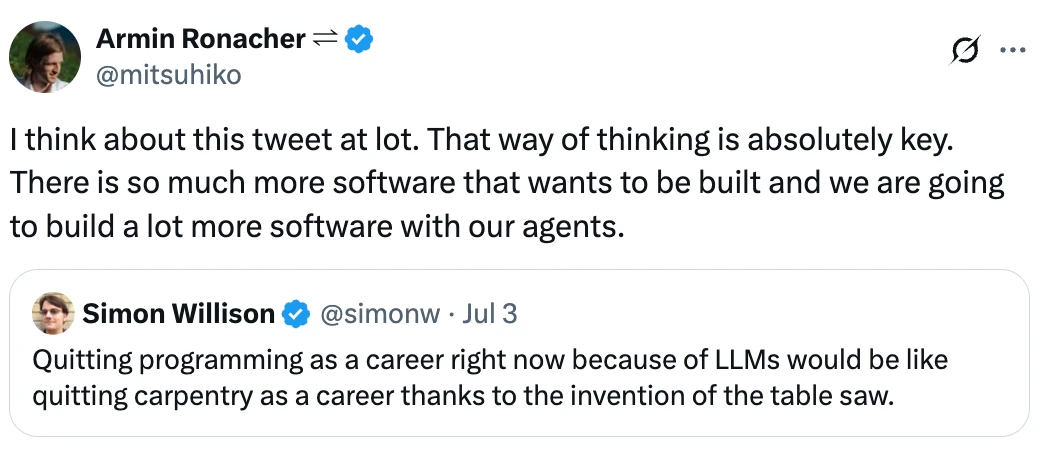 Armin Ronacher ⇌
@mitsuhiko
I think about this tweet at lot. That way of thinking is absolutely key.
There is so much more software that wants to be built and we are going
to build a lot more software with our agents.
Simon Willison @simonw · Jul 3
Quitting programming as a career right now because of LLMs would be like
quitting carpentry as a career thanks to the invention of the table saw.